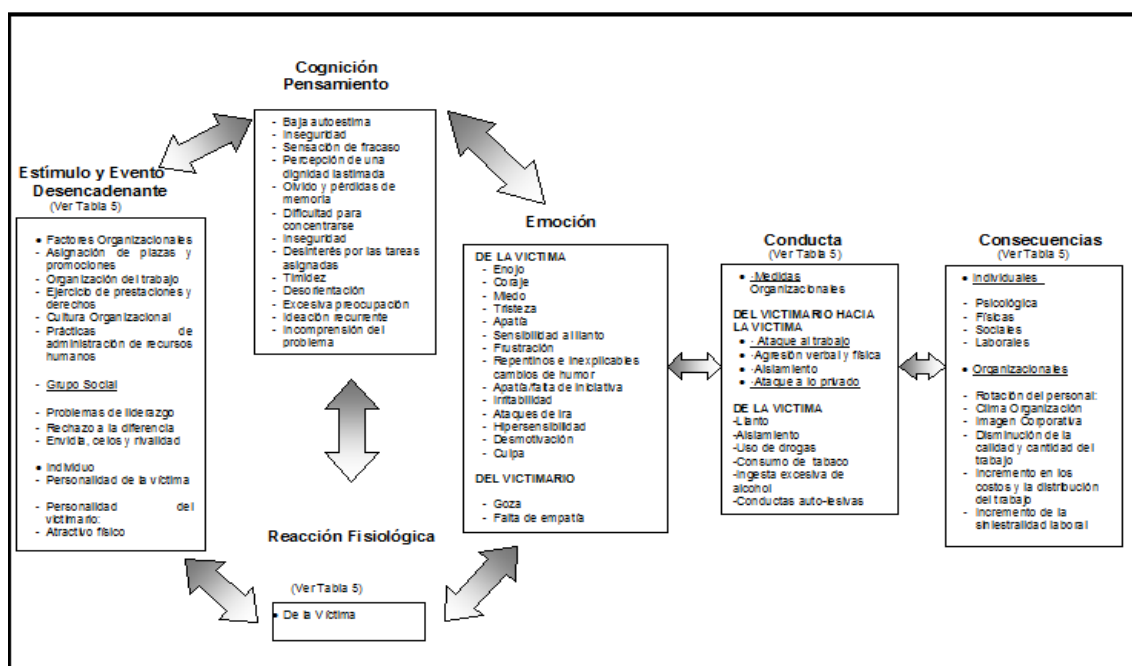 Estímulo y Evento
Desencadenante
(Ver Tabla 5)
• Factores Organizacionales
- Asignación de plazas y
promociones
- Organización del trabajo
- Ejercicio de prestaciones y
derechos
- Cultura Organizacional
- Prácticas de
administración de recursos
humanos
- Grupo Social
- Problemas de liderazgo
- Rechazo a la diferencia
- Envidia, celos y rivalidad
• Individuo
- Personalidad de la víctima
- Personalidad del
victimario:
- Atractivo físico
Cognición
Pensamiento
- Baja autoestima
- Inseguridad
- Sensación de fracaso
- Percepción de una
dignidad lastimada
- Olvido y pérdidas de
memoria
- Dificultad para
concentrarse
- Inseguridad
- Desinterés por las tareas
asignadas
- Timidez
- Desorientación
- Excesiva preocupación
- Ideación recurrente
- Incomprensión del
problema
Reacción Fisiológica
(Ver Tabla 5)
• De la Víctima
Emoción
DE LA VICTIMA
- Enojo
- Coraje
- Miedo
- Tristeza
- Apatía
- Sensibilidad al llanto
- Frustración
- Repentinos e inexplicables
cambios de humor
- Apatía/falta de iniciativa
- Irritabilidad
- Ataques de ira
- Hipersensibilidad
- Desmotivación
- Culpa
DEL VICTIMARIO
- Goza
- Falta de empatía
Conducta
(Ver Tabla 5)
• ·Medidas
Organizacionales
DEL VICTIMARIO HACIA
LA VICTIMA
• ·Ataque al trabajo
• ·Agresión verbal y física
• ·Aislamiento
• ·Ataque a lo privado
DE LA VICTIMA
-Llanto
-Aislamiento
-Uso de drogas
-Consumo de tabaco
-Ingesta excesiva de
alcohol
-Conductas auto-lesivas
Consecuencias
(Ver Tabla 5)
• Individuales
- Psicológica
- Físicas
- Sociales
- Laborales
• Organizacionales
- Rotación del personal:
- Clima Organización
- Imagen Corporativa
- Disminución de la
calidad y cantidad del
trabajo
- Incremento en los
costos y la distribución
del trabajo
- Incremento de la
siniestralidad laboral